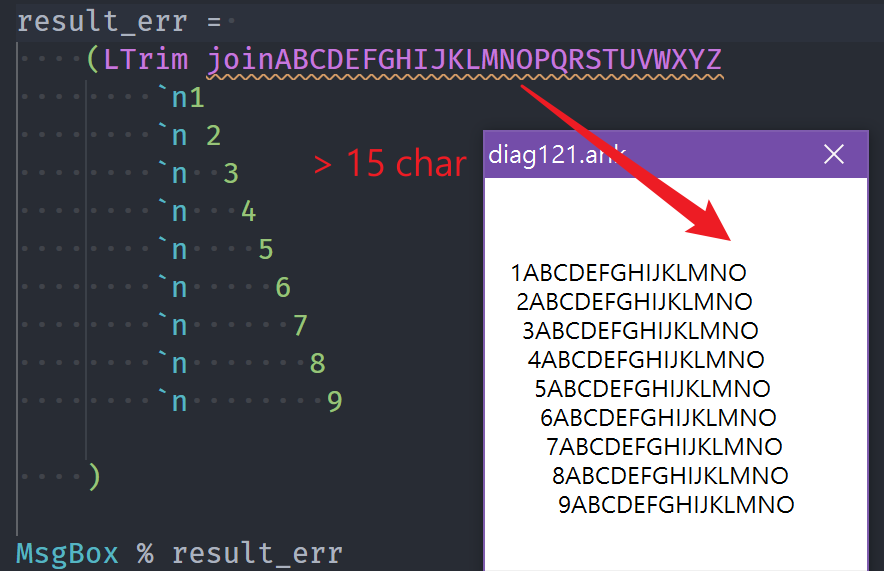 result_err =
(LTrim joinABCDEFGHIJKLMNOPQRSTUVWXYZ
`n1
`n 2
`n  3
`n   4
`n    5
`n     6
`n      7
`n       8
`n        9
)
MsgBox % result_err
> 15 char
diag121.ahk
1ABCDEFGHIJKLMNO
2ABCDEFGHIJKLMNO
3ABCDEFGHIJKLMNO
4ABCDEFGHIJKLMNO
5ABCDEFGHIJKLMNO
6ABCDEFGHIJKLMNO
7ABCDEFGHIJKLMNO
8ABCDEFGHIJKLMNO
9ABCDEFGHIJKLMNO